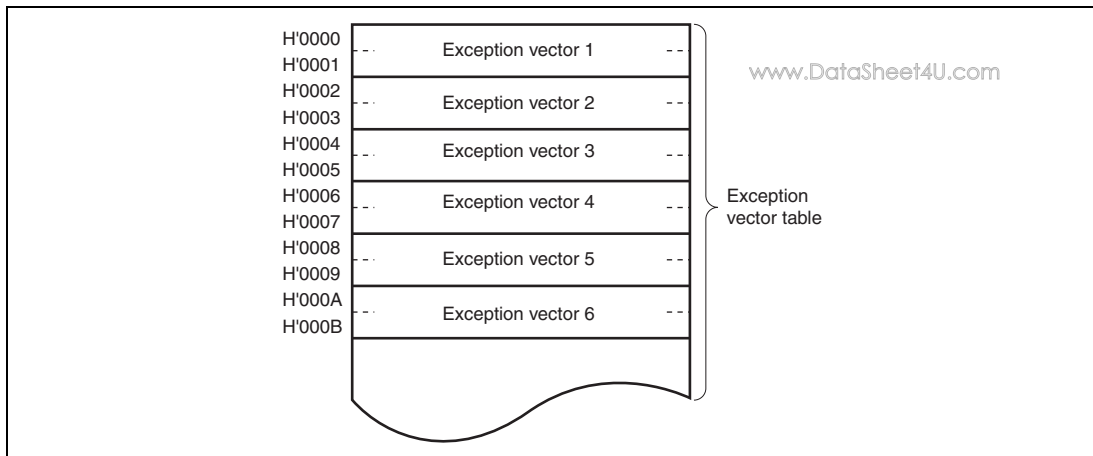 H'0000
H'0001
Exception vector 1
H'0002
H'0003
Exception vector 2
H'0004
H'0005
Exception vector 3
H'0006
H'0007
Exception vector 4
H'0008
H'0009
Exception vector 5
H'000A
H'000B
Exception vector 6
Exception
vector table
www.DataSheet4U.com